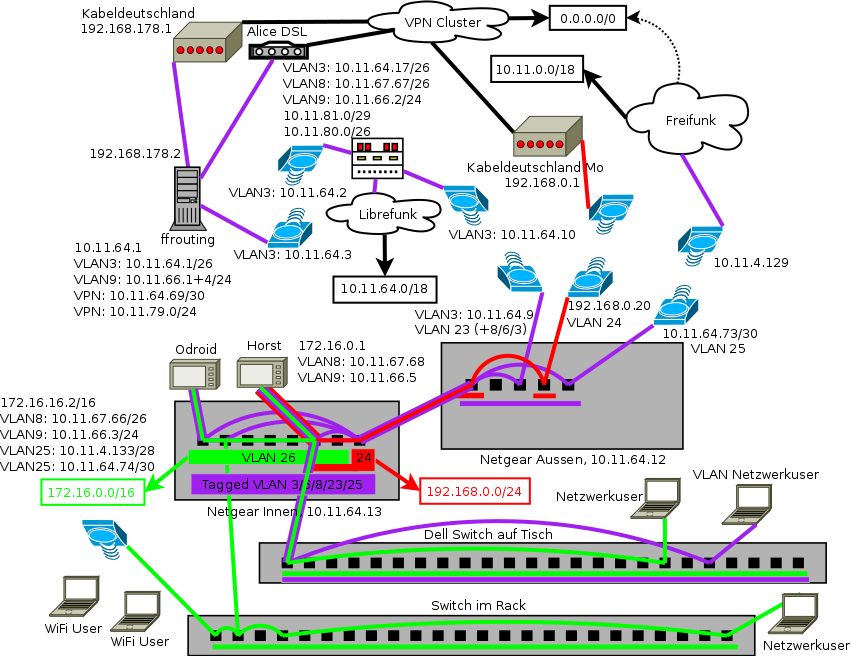 Kabeldeutschland
192.168.178.1
Alice DSL
VPN Cluster
0.0.0.0/0
VLAN3: 10.11.64.17/26
VLAN8: 10.11.67.67/26
VLAN9: 10.11.66.2/24
10.11.81.0/29
10.11.80.0/26
10.11.0.0/18
Freifunk
192.168.178.2
VLAN3: 10.11.64.2
Kabeldeutschland Mo
192.168.0.1
Librefunk
ffrouting
VLAN3: 10.11.64.3
VLAN3: 10.11.64.10
10.11.4.129
10.11.64.1
VLAN3: 10.11.64.1/26
VLAN9: 10.11.66.1+4/24
VPN: 10.11.64.69/30
VPN: 10.11.79.0/24
10.11.64.0/18
VLAN3: 10.11.64.9
VLAN 23 (+8/6/3)
192.168.0.20
VLAN 24
10.11.64.73/30
VLAN 25
Odroid
Horst
172.16.0.1
VLAN8: 10.11.67.68
VLAN9: 10.11.66.5
172.16.16.2/16
VLAN8: 10.11.67.66/26
VLAN9: 10.11.66.3/24
VLAN25: 10.11.4.133/28
VLAN25: 10.11.64.74/30
VLAN 26
24
Netgear Aussen, 10.11.64.12
172.16.0.0/16
Tagged VLAN 3/6/8/23/25
192.168.0.0/24
Netgear Innen, 10.11.64.13
Netzwerkuser
VLAN Netzwerkuser
Dell Switch auf Tisch
WiFi User
WiFi User
Switch im Rack
Netzwerkuser